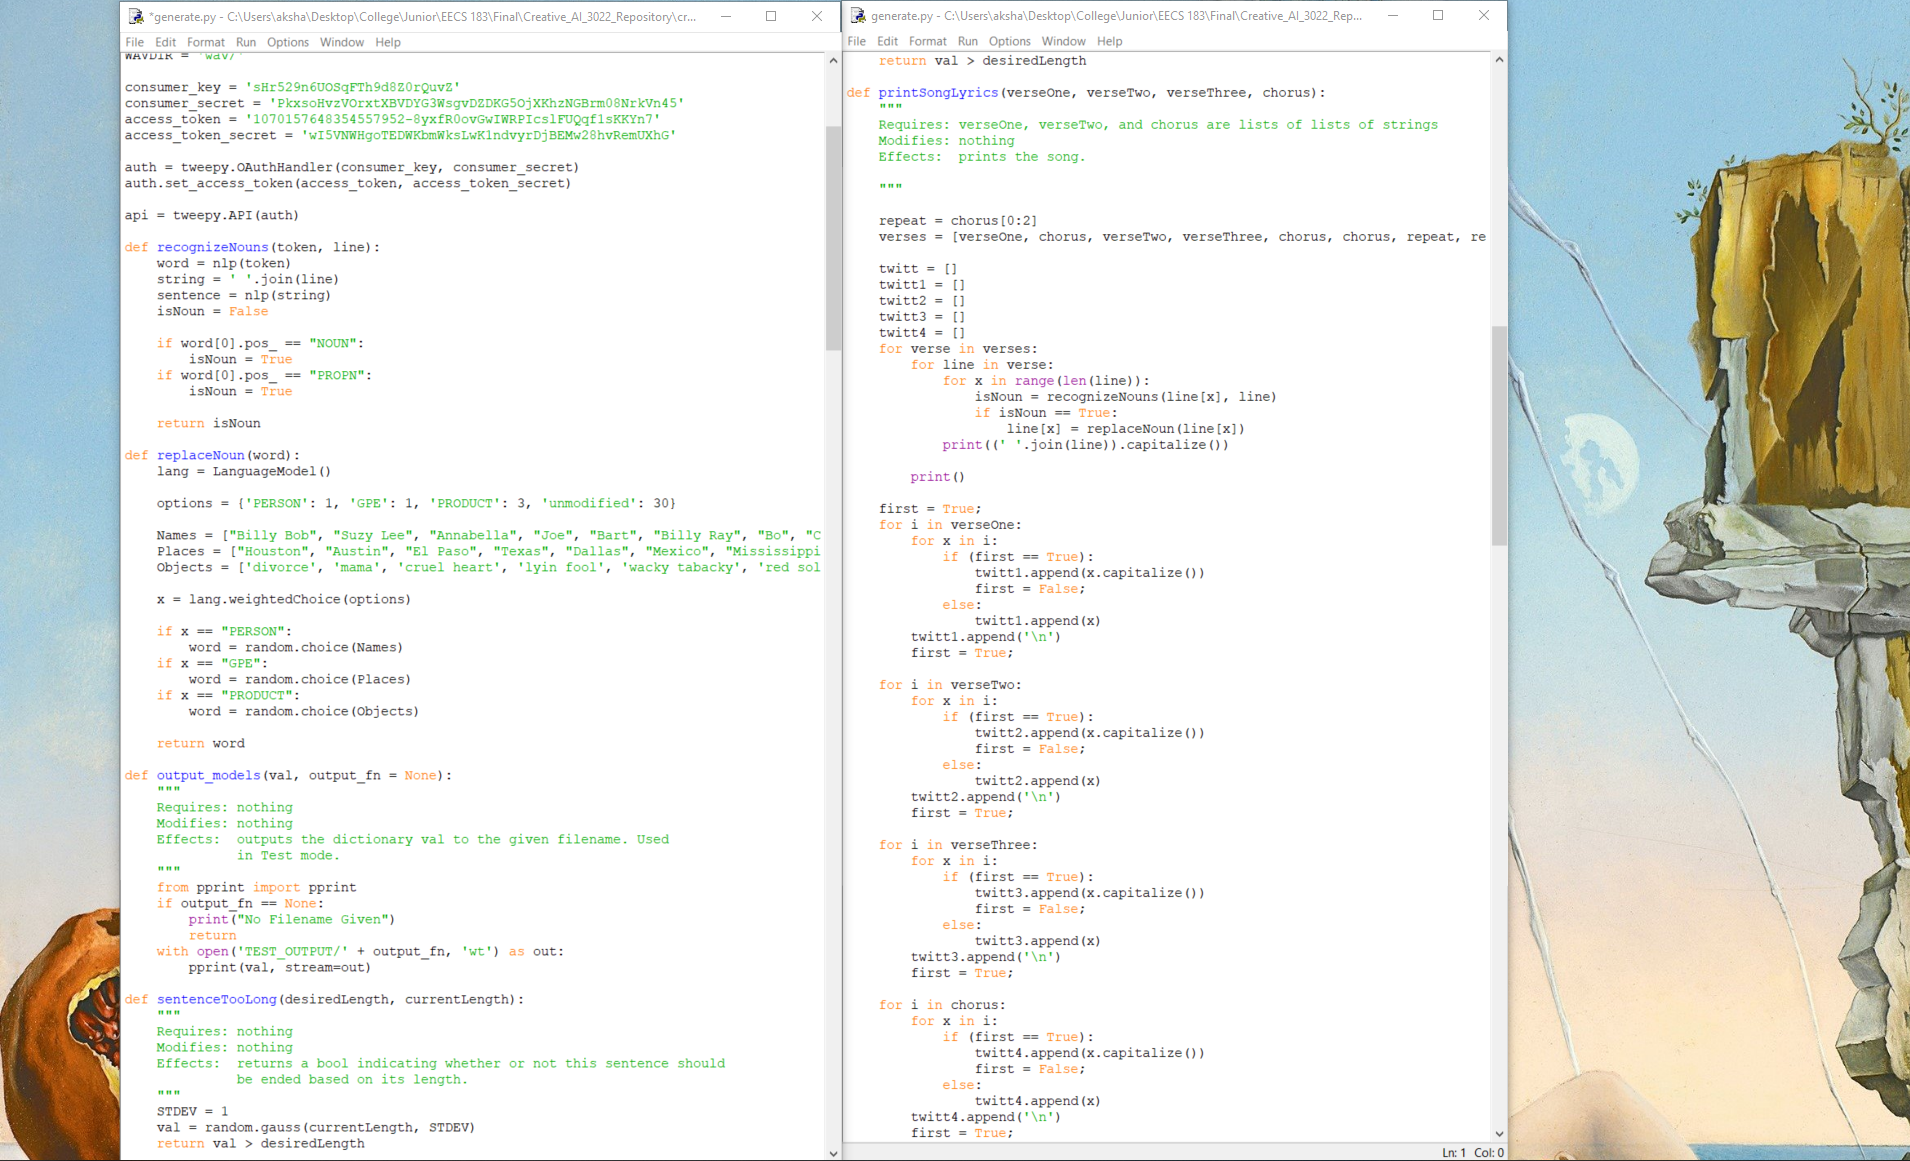 *generate.py - C:\Users\aksha\Desktop\College\Junior\EECS 183\Final\Creative_AI_3022_Repository\cr...
File Edit Format Run Options Window Help
WAVDIR = 'wav/'
consumer_key = 'sHr529n6UOSqFTh9d8Z0rQuvZ'
consumer_secret = 'PkxsoHvzVOrxtXBVDYG3WsgvDZDKG5OjXKhzNGBrm08NrkVn45'
access_token = '1070157648354557952-8yxfR0ovGwIWRPIcslFUQqf1sKKYn7'
access_token_secret = 'wI5VNWHgoTEDWKbmWksLwK1ndvyrDjBEMw28hvRemUXhG'
auth = tweepy.OAuthHandler(consumer_key, consumer_secret)
auth.set_access_token(access_token, access_token_secret)
api = tweepy.API(auth)
def recognizeNouns(token, line):
    word = nlp(token)
    string = ' '.join(line)
    sentence = nlp(string)
    isNoun = False
    if word[0].pos_ == "NOUN":
        isNoun = True
    if word[0].pos_ == "PROPN":
        isNoun = True
    return isNoun
def replaceNoun(word):
    lang = LanguageModel()
    options = {'PERSON': 1, 'GPE': 1, 'PRODUCT': 3, 'unmodified': 30}
    Names = ["Billy Bob", "Suzy Lee", "Annabella", "Joe", "Bart", "Billy Ray", "Bo", "C
    Places = ["Houston", "Austin", "El Paso", "Texas", "Dallas", "Mexico", "Mississippi
    Objects = ['divorce', 'mama', 'cruel heart', 'lyin fool', 'wacky tabacky', 'red sol
    x = lang.weightedChoice(options)
    if x == "PERSON":
        word = random.choice(Names)
    if x == "GPE":
        word = random.choice(Places)
    if x == "PRODUCT":
        word = random.choice(Objects)
    return word
def output_models(val, output_fn = None):
    """
    Requires: nothing
    Modifies: nothing
    Effects:  outputs the dictionary val to the given filename. Used
              in Test mode.
    """
    from pprint import pprint
    if output_fn == None:
        print("No Filename Given")
        return
    with open('TEST_OUTPUT/' + output_fn, 'wt') as out:
        pprint(val, stream=out)
def sentenceTooLong(desiredLength, currentLength):
    """
    Requires: nothing
    Modifies: nothing
    Effects:  returns a bool indicating whether or not this sentence should
              be ended based on its length.
    """
    STDEV = 1
    val = random.gauss(currentLength, STDEV)
    return val > desiredLength
generate.py - C:\Users\aksha\Desktop\College\Junior\EECS 183\Final\Creative_AI_3022_Rep...
File Edit Format Run Options Window Help
    return val > desiredLength
def printSongLyrics(verseOne, verseTwo, verseThree, chorus):
    """
    Requires: verseOne, verseTwo, and chorus are lists of lists of strings
    Modifies: nothing
    Effects:  prints the song.
    """
    repeat = chorus[0:2]
    verses = [verseOne, chorus, verseTwo, verseThree, chorus, chorus, repeat, re
    twitt = []
    twitt1 = []
    twitt2 = []
    twitt3 = []
    twitt4 = []
    for verse in verses:
        for line in verse:
            for x in range(len(line)):
                isNoun = recognizeNouns(line[x], line)
                if isNoun == True:
                    line[x] = replaceNoun(line[x])
            print((' '.join(line)).capitalize())
        print()
    first = True;
    for i in verseOne:
        for x in i:
            if (first == True):
                twitt1.append(x.capitalize())
                first = False;
            else:
                twitt1.append(x)
        twitt1.append('\n')
        first = True;
    for i in verseTwo:
        for x in i:
            if (first == True):
                twitt2.append(x.capitalize())
                first = False;
            else:
                twitt2.append(x)
        twitt2.append('\n')
        first = True;
    for i in verseThree:
        for x in i:
            if (first == True):
                twitt3.append(x.capitalize())
                first = False;
            else:
                twitt3.append(x)
        twitt3.append('\n')
        first = True;
    for i in chorus:
        for x in i:
            if (first == True):
                twitt4.append(x.capitalize())
                first = False;
            else:
                twitt4.append(x)
        twitt4.append('\n')
        first = True;
Ln: 1 Col: 0